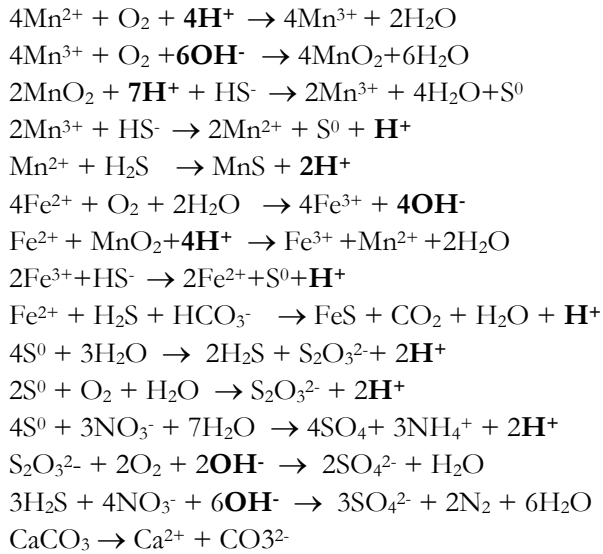 4Mn²⁺ + O₂ + 4H⁺ → 4Mn³⁺ + 2H₂O
4Mn³⁺ + O₂ +6OH⁻ → 4MnO₂+6H₂O
2MnO₂ + 7H⁺ + HS⁻ → 2Mn³⁺ + 4H₂O+S⁰
2Mn³⁺ + HS⁻ → 2Mn²⁺ + S⁰ + H⁺
Mn²⁺ + H₂S → MnS + 2H⁺
4Fe²⁺ + O₂ + 2H₂O → 4Fe³⁺ + 4OH⁻
Fe²⁺ + MnO₂+4H⁺ → Fe³⁺ +Mn²⁺ +2H₂O
2Fe³⁺+HS⁻ → 2Fe²⁺+S⁰+H⁺
Fe²⁺ + H₂S + HCO₃⁻ → FeS + CO₂ + H₂O + H⁺
4S⁰ + 3H₂O → 2H₂S + S₂O₃²⁻+ 2H⁺
2S⁰ + O₂ + H₂O → S₂O₃²⁻ + 2H⁺
4S⁰ + 3NO₃⁻ + 7H₂O → 4SO₄+ 3NH₄⁺ + 2H⁺
S₂O₃²⁻ + 2O₂ + 2OH⁻ → 2SO₄²⁻ + H₂O
3H₂S + 4NO₃⁻ + 6OH⁻ → 3SO₄²⁻ + 2N₂ + 6H₂O
CaCO₃ → Ca²⁺ + CO3²⁻